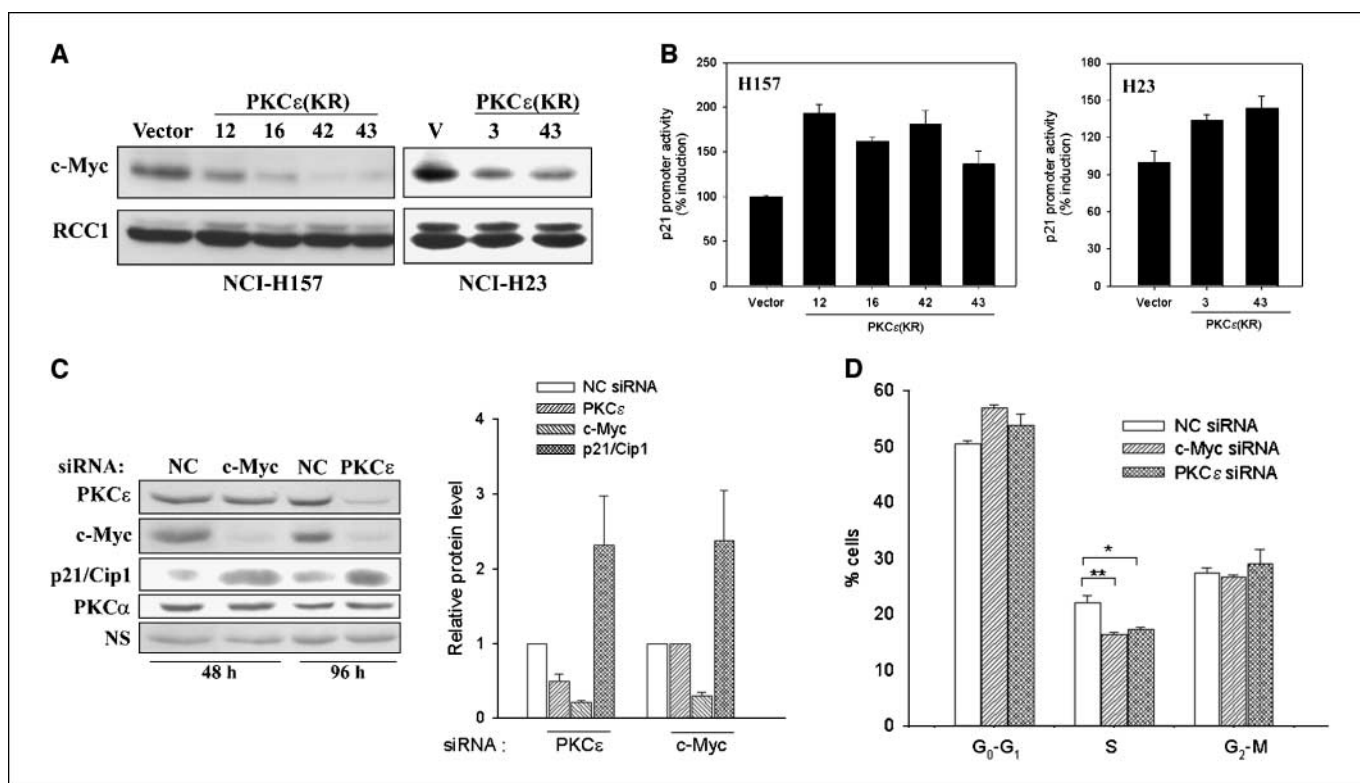 A
PKCε(KR) PKCε(KR)
Vector 12 16 42 43 V 3 43
c-Myc
RCC1
NCI-H157 NCI-H23
B
H157
p21 promoter activity
(% induction)
250
200
150
100
50
0
Vector 12 16 42 43
PKCε(KR)
H23
p21 promoter activity
(% induction)
180
150
120
90
60
30
0
Vector 3 43
PKCε(KR)
C
siRNA: NC c-Myc NC PKCε
PKCε
c-Myc
p21/Cip1
PKCα
NS
48 h 96 h
NC siRNA
PKCε
c-Myc
p21/Cip1
Relative protein level
4
3
2
1
0
siRNA : PKCε c-Myc
D
NC siRNA
c-Myc siRNA
PKCε siRNA
% cells
60
50
40
30
20
10
0
*
**
G₀-G₁ S G₂-M